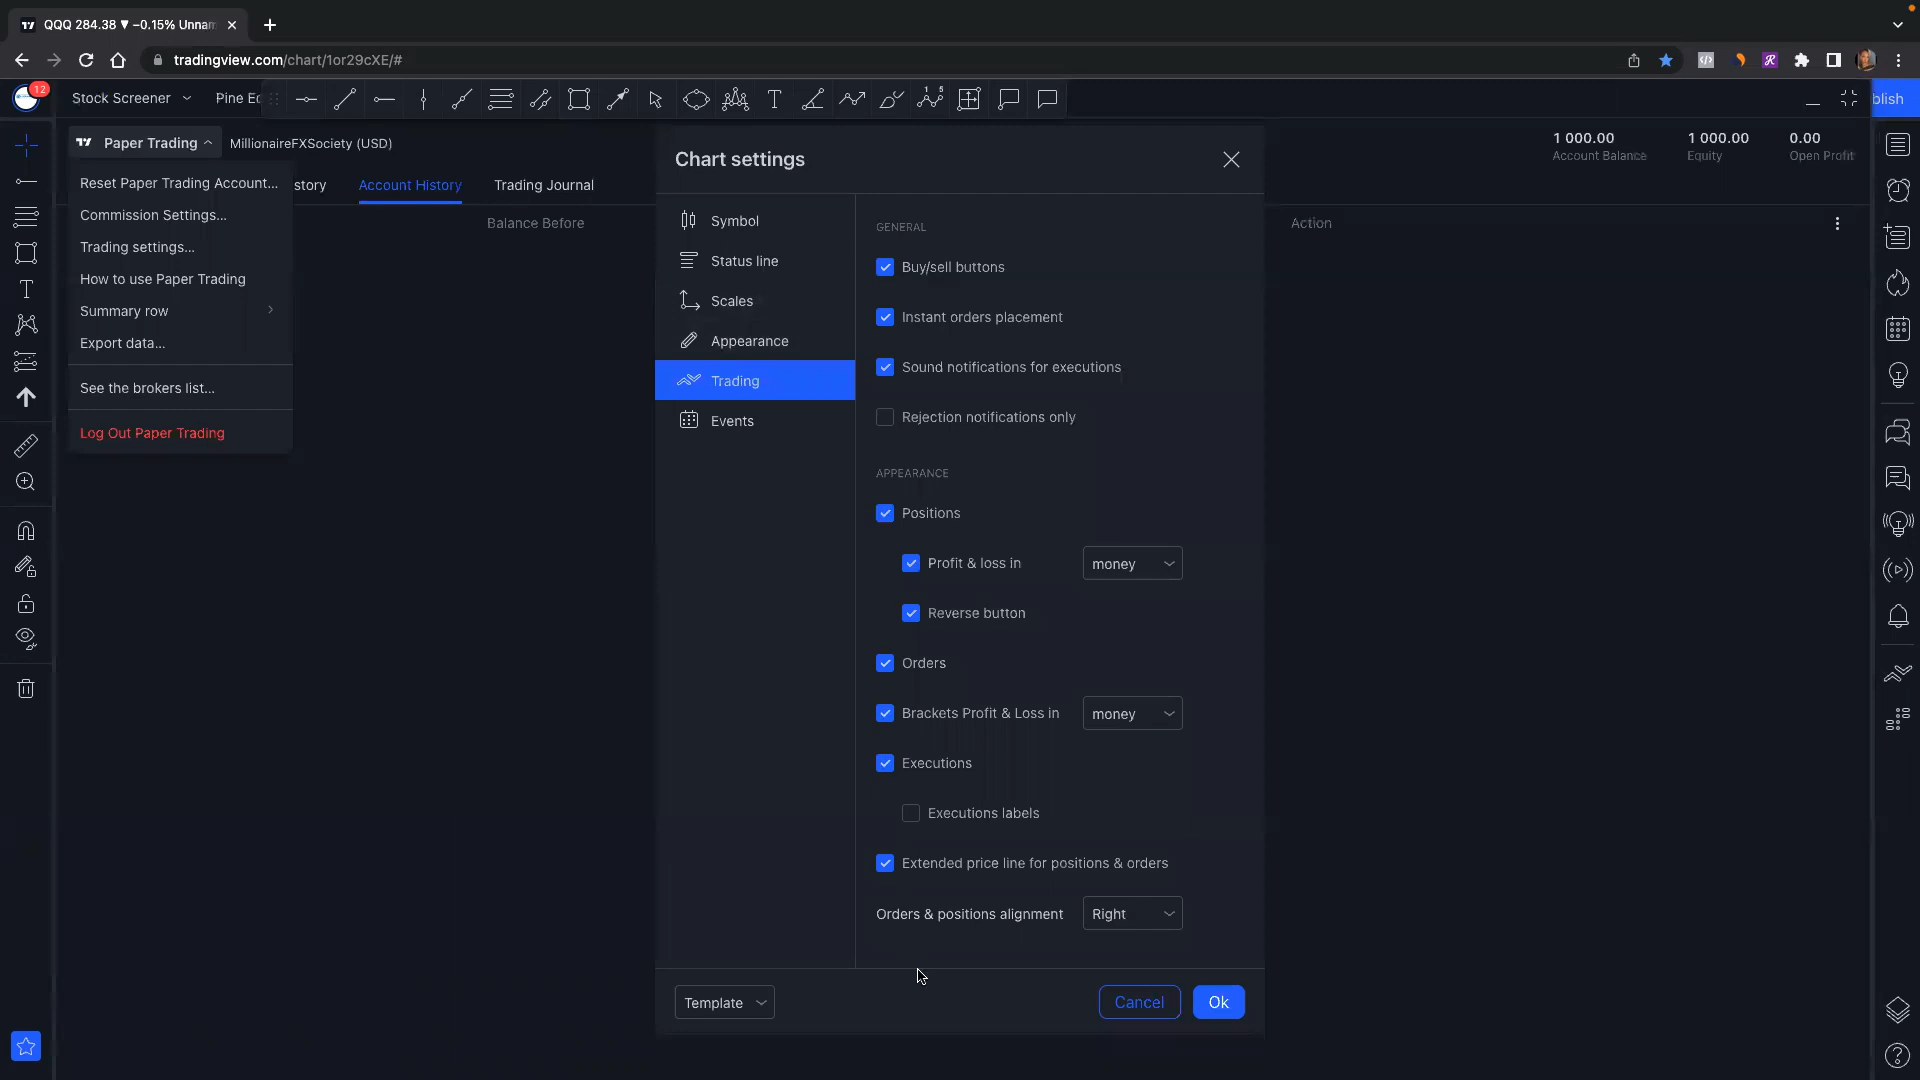 QQQ 284.38 ▼ −0.15% Unnam
tradingview.com/chart/1or29cXE/#
12
Stock Screener
Pine Ed
blish
Paper Trading
MillionaireFXSociety (USD)
1 000.00
Account Balance
1 000.00
Equity
0.00
Open Profit
Reset Paper Trading Account...
Commission Settings...
Trading settings...
How to use Paper Trading
Summary row
Export data...
See the brokers list...
Log Out Paper Trading
story
Account History
Trading Journal
Balance Before
Action
Chart settings
Symbol
Status line
Scales
Appearance
Trading
Events
GENERAL
Buy/sell buttons
Instant orders placement
Sound notifications for executions
Rejection notifications only
APPEARANCE
Positions
Profit & loss in
money
Reverse button
Orders
Brackets Profit & Loss in
money
Executions
Executions labels
Extended price line for positions & orders
Orders & positions alignment
Right
Template
Cancel
Ok